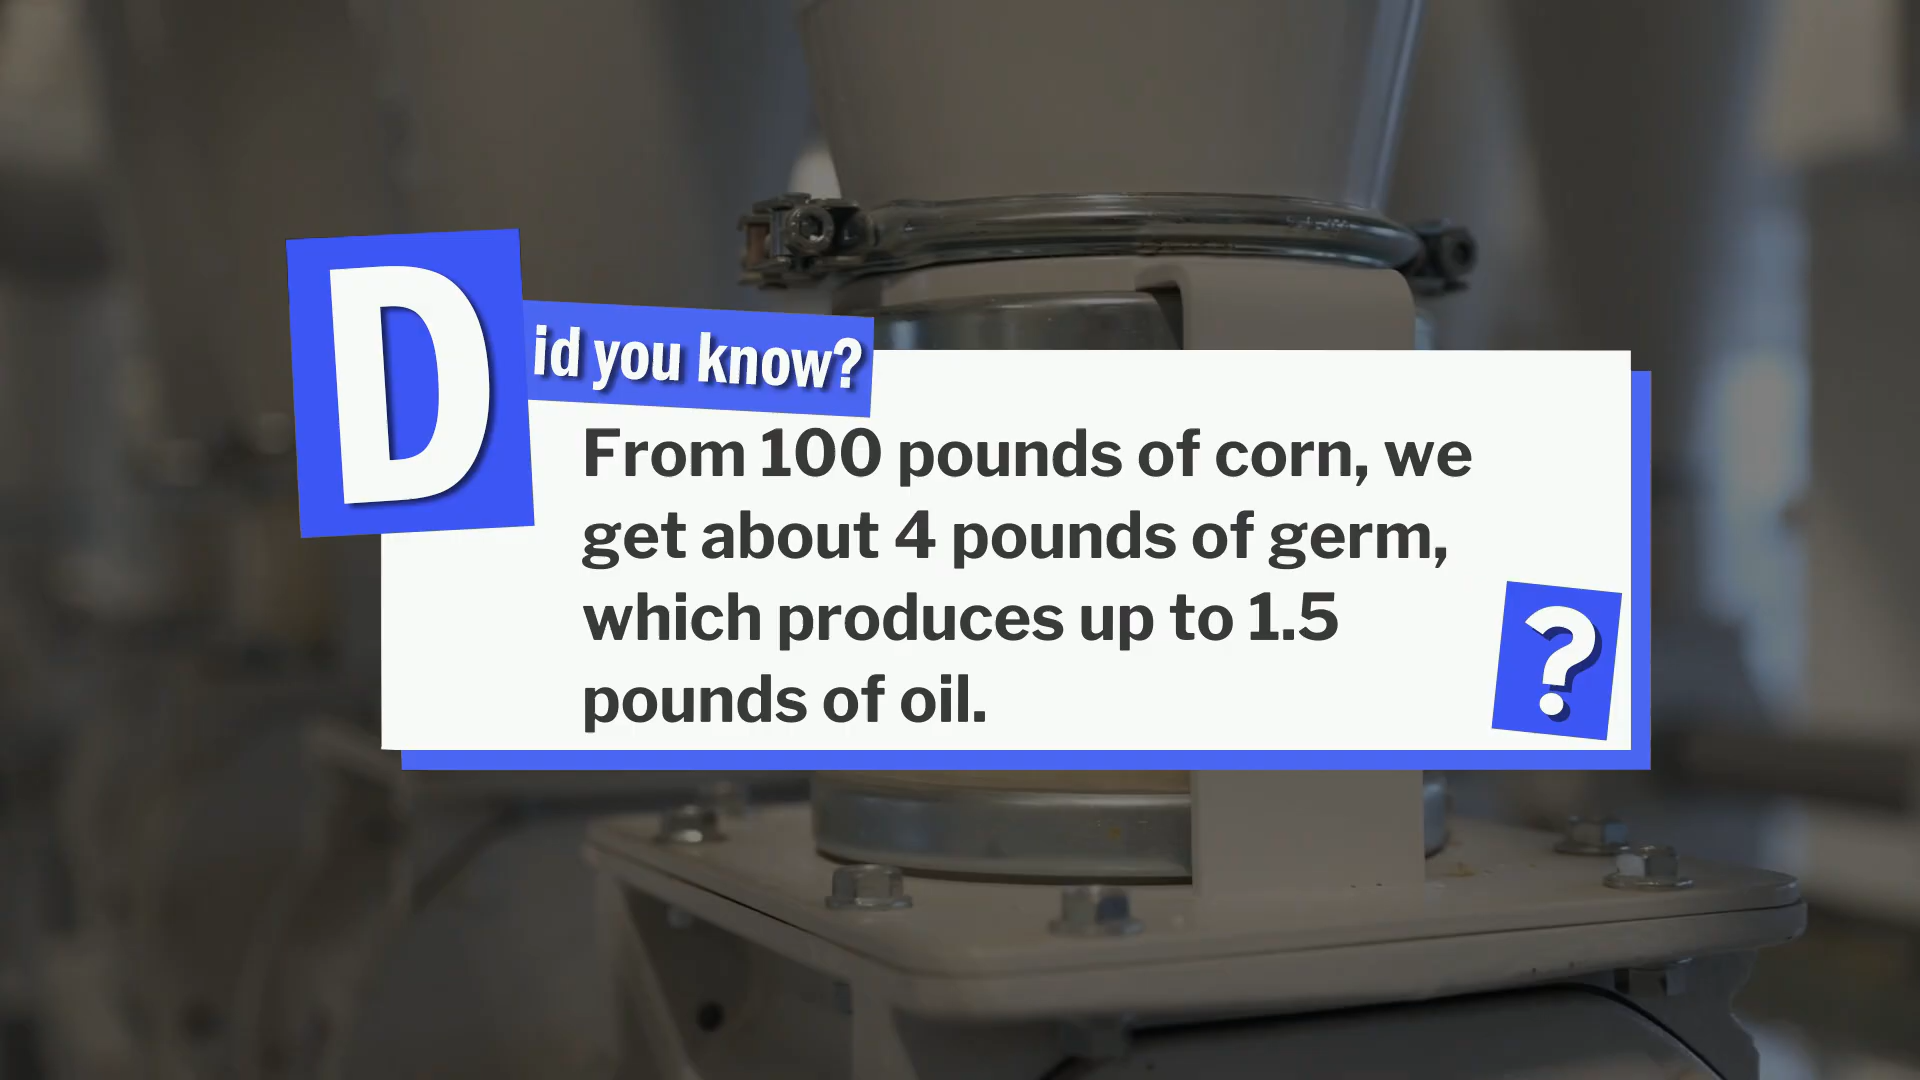 Did you know?
From 100 pounds of corn, we
get about 4 pounds of germ,
which produces up to 1.5
pounds of oil.
?